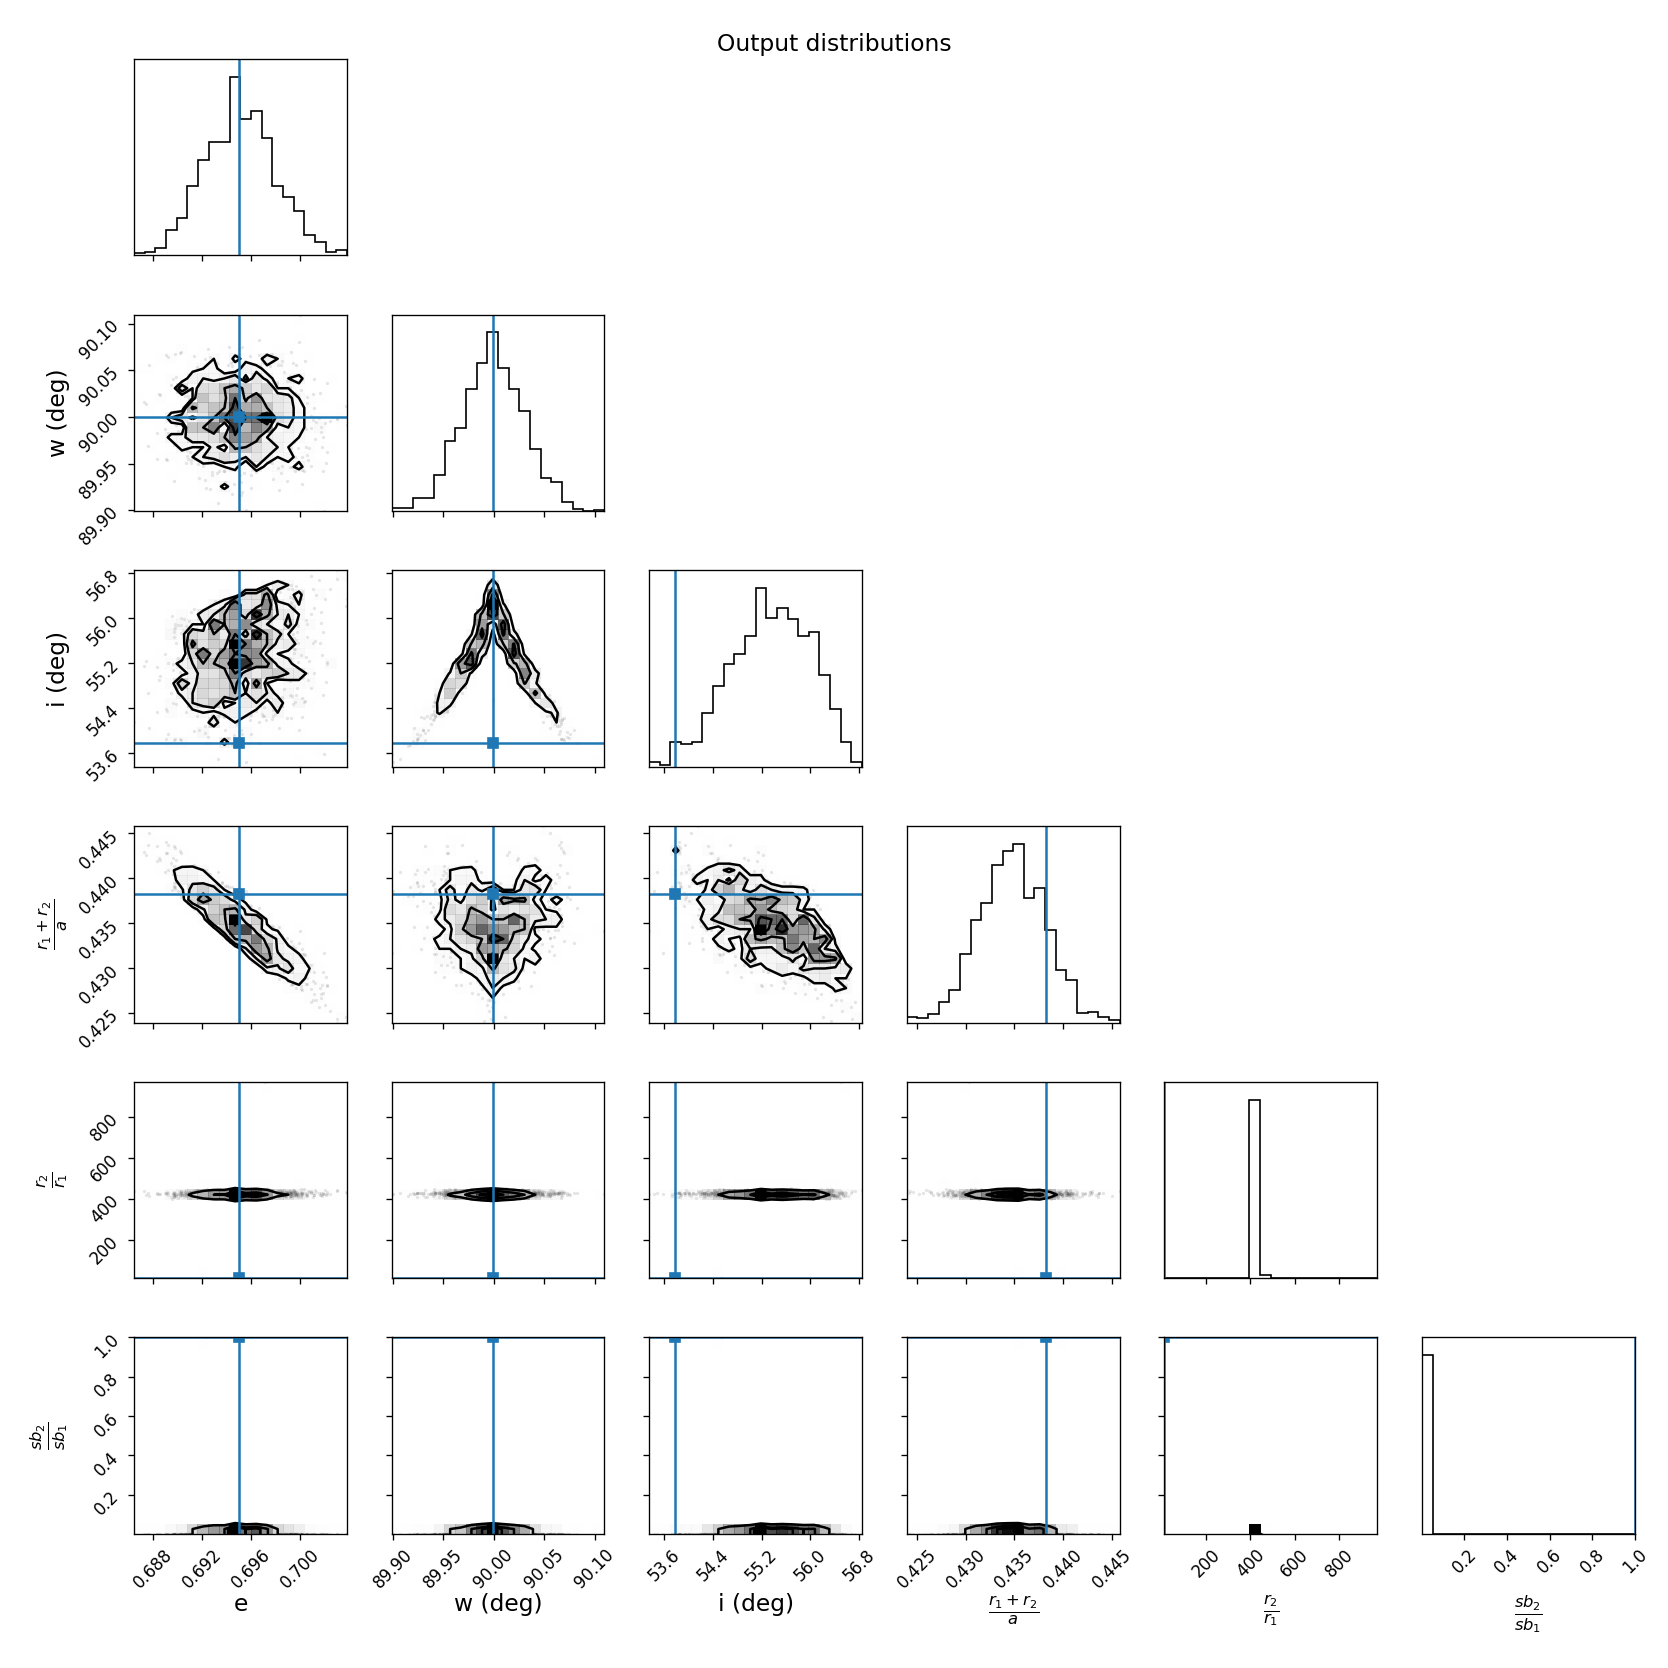 Output distributions
90.10
90.05
90.00
89.95
89.90
w (deg)
56.8
56.0
55.2
54.4
53.6
i (deg)
0.445
0.440
0.435
0.430
0.425
r1 + r2
a
800
600
400
200
r2
r1
1.0
0.8
0.6
0.4
0.2
sb2
sb1
0.688 0.692 0.696 0.700
e
89.90 89.95 90.00 90.05 90.10
w (deg)
53.6 54.4 55.2 56.0 56.8
i (deg)
0.425 0.430 0.435 0.440 0.445
r1 + r2
a
200 400 600 800
r2
r1
0.2 0.4 0.6 0.8 1.0
sb2
sb1